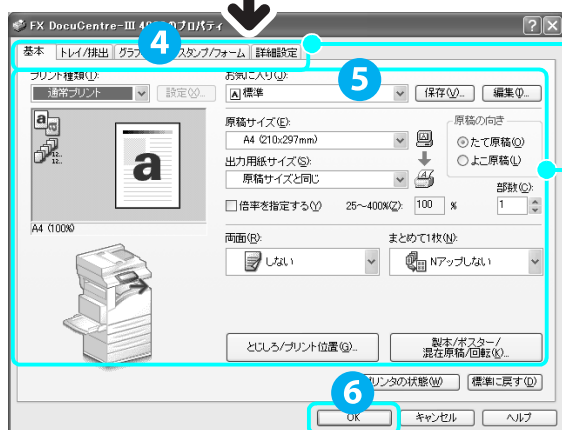 FX DocuCentre-III 4 のプロパティ
4
基本 トレイ/排出 グラフ スタンプ/フォーム 詳細設定
プリント種類(J): お気に入り(J):
5
通常プリント 設定(X)... 標準 保存(V)... 編集(I)...
原稿サイズ(E): 原稿の向き
A4 (210x297mm) たて原稿(O)
出力用紙サイズ(S): よこ原稿(L)
原稿サイズと同じ 部数(C):
倍率を指定する(Y) 25～400%(Z): 100 % 1
a
12..
12..
a
A4 (100%)
両面(R): まとめて1枚(N):
しない Nアップしない
とじしろ/プリント位置(G)... 製本/ポスター/
混在原稿/回転(K)...
リンタの状態(W) 標準に戻す(D)
6
OK キャンセル ヘルプ